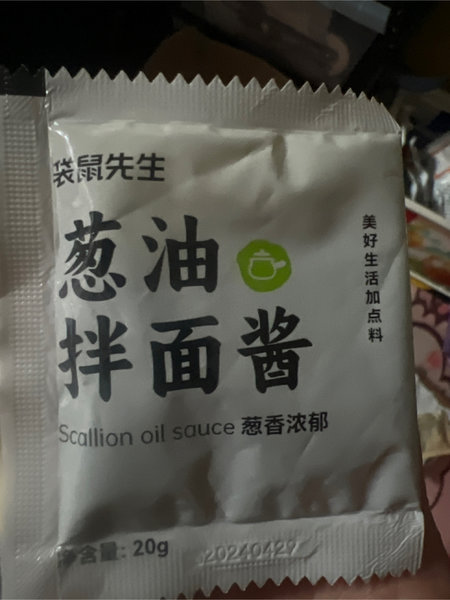 袋鼠先生
葱油
拌面酱
美好生活加点料
Scallion oil sauce 葱香浓郁
净含量: 20g
20240429